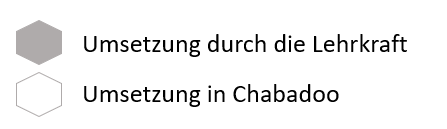 Umsetzung durch die Lehrkraft
Umsetzung in Chabadoo